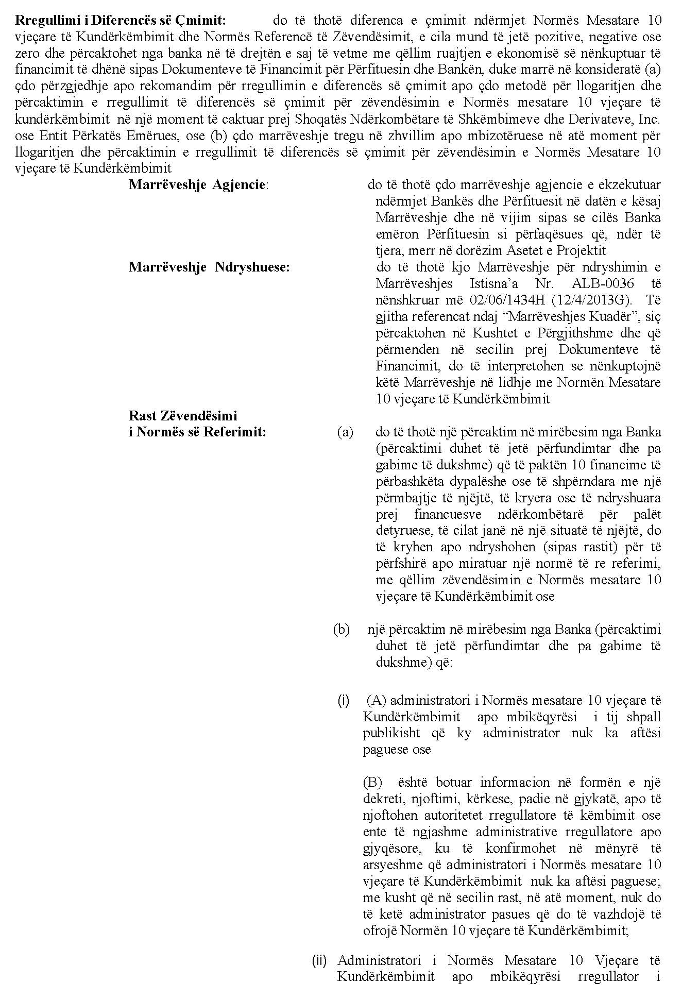 Rregullimi i Diferencës së Çmimit: do të thotë diferenca e çmimit ndërmjet Normës Mesatare 10
vjeçare të Kundërkëmbimit dhe Normës Referencë të Zëvendësimit, e cila mund të jetë pozitive, negative ose
zero dhe përcaktohet nga banka në të drejtën e saj të vetme me qëllim ruajtjen e ekonomisë së nënkuptuar të
financimit të dhënë sipas Dokumenteve të Financimit për Përfituesin dhe Bankën, duke marrë në konsideratë (a)
çdo përzgjedhje apo rekomandim për rregullimin e diferencës së çmimit apo çdo metodë për llogaritjen dhe
përcaktimin e rregullimit të diferencës së çmimit për zëvendësimin e Normës mesatare 10 vjeçare të
kundërkëmbimit në një moment të caktuar prej Shoqatës Ndërkombëtare të Shkëmbimeve dhe Derivateve, Inc.
ose Entit Përkatës Emërues, ose (b) çdo marrëveshje tregu në zhvillim apo mbizotëruese në atë moment për
llogaritjen dhe përcaktimin e rregullimit të diferencës së çmimit për zëvendësimin e Normës Mesatare 10
vjeçare të Kundërkëmbimit
Marrëveshje Agjencie: do të thotë çdo marrëveshje agjencie e ekzekutuar
ndërmjet Bankës dhe Përfituesit në datën e kësaj
Marrëveshje dhe në vijim sipas se cilës Banka
emëron Përfituesin si përfaqësues që, ndër të
tjera, merr në dorëzim Asetet e Projektit
Marrëveshje Ndryshuese: do të thotë kjo Marrëveshje për ndryshimin e
Marrëveshjes Istisna’a Nr. ALB-0036 të
nënshkruar më 02/06/1434H (12/4/2013G). Të
gjitha referencat ndaj “Marrëveshjes Kuadër”, siç
përcaktohen në Kushtet e Përgjithshme dhe që
përmenden në secilin prej Dokumenteve të
Financimit, do të interpretohen se nënkuptojnë
këtë Marrëveshje në lidhje me Normën Mesatare
10 vjeçare të Kundërkëmbimit
Rast Zëvendësimi
i Normës së Referimit: (a) do të thotë një përcaktim në mirëbesim nga Banka
(përcaktimi duhet të jetë përfundimtar dhe pa
gabime të dukshme) që të paktën 10 financime të
përbashkëta dypalëshe ose të shpërndara me një
përmbajtje të njëjtë, të kryera ose të ndryshuara
prej financuesve ndërkombëtarë për palët
detyruese, të cilat janë në një situatë të njëjtë, do
të kryhen apo ndryshohen (sipas rastit) për të
përfshirë apo miratuar një normë të re referimi,
me qëllim zëvendësimin e Normës mesatare 10
vjeçare të Kundërkëmbimit ose
(b) një përcaktim në mirëbesim nga Banka (përcaktimi
duhet të jetë përfundimtar dhe pa gabime të
dukshme) që:
(i) (A) administratori i Normës mesatare 10 vjeçare të
Kundërkëmbimit apo mbikëqyrësi i tij shpall
publikisht që ky administrator nuk ka aftësi
paguese ose
(B) është botuar informacion në formën e një
dekreti, njoftimi, kërkese, padie në gjykatë, apo të
njoftohen autoritetet rregullatore të këmbimit ose
ente të ngjashme administrative rregullatore apo
gjyqësore, ku të konfirmohet në mënyrë të
arsyeshme që administratori i Normës mesatare 10
vjeçare të Kundërkëmbimit nuk ka aftësi paguese;
me kusht që në secilin rast, në atë moment, nuk do
të ketë administrator pasues që do të vazhdojë të
ofrojë Normën 10 vjeçare të Kundërkëmbimit;
(ii) Administratori i Normës Mesatare 10 Vjeçare të
Kundërkëmbimit apo mbikëqyrësi rregullator i